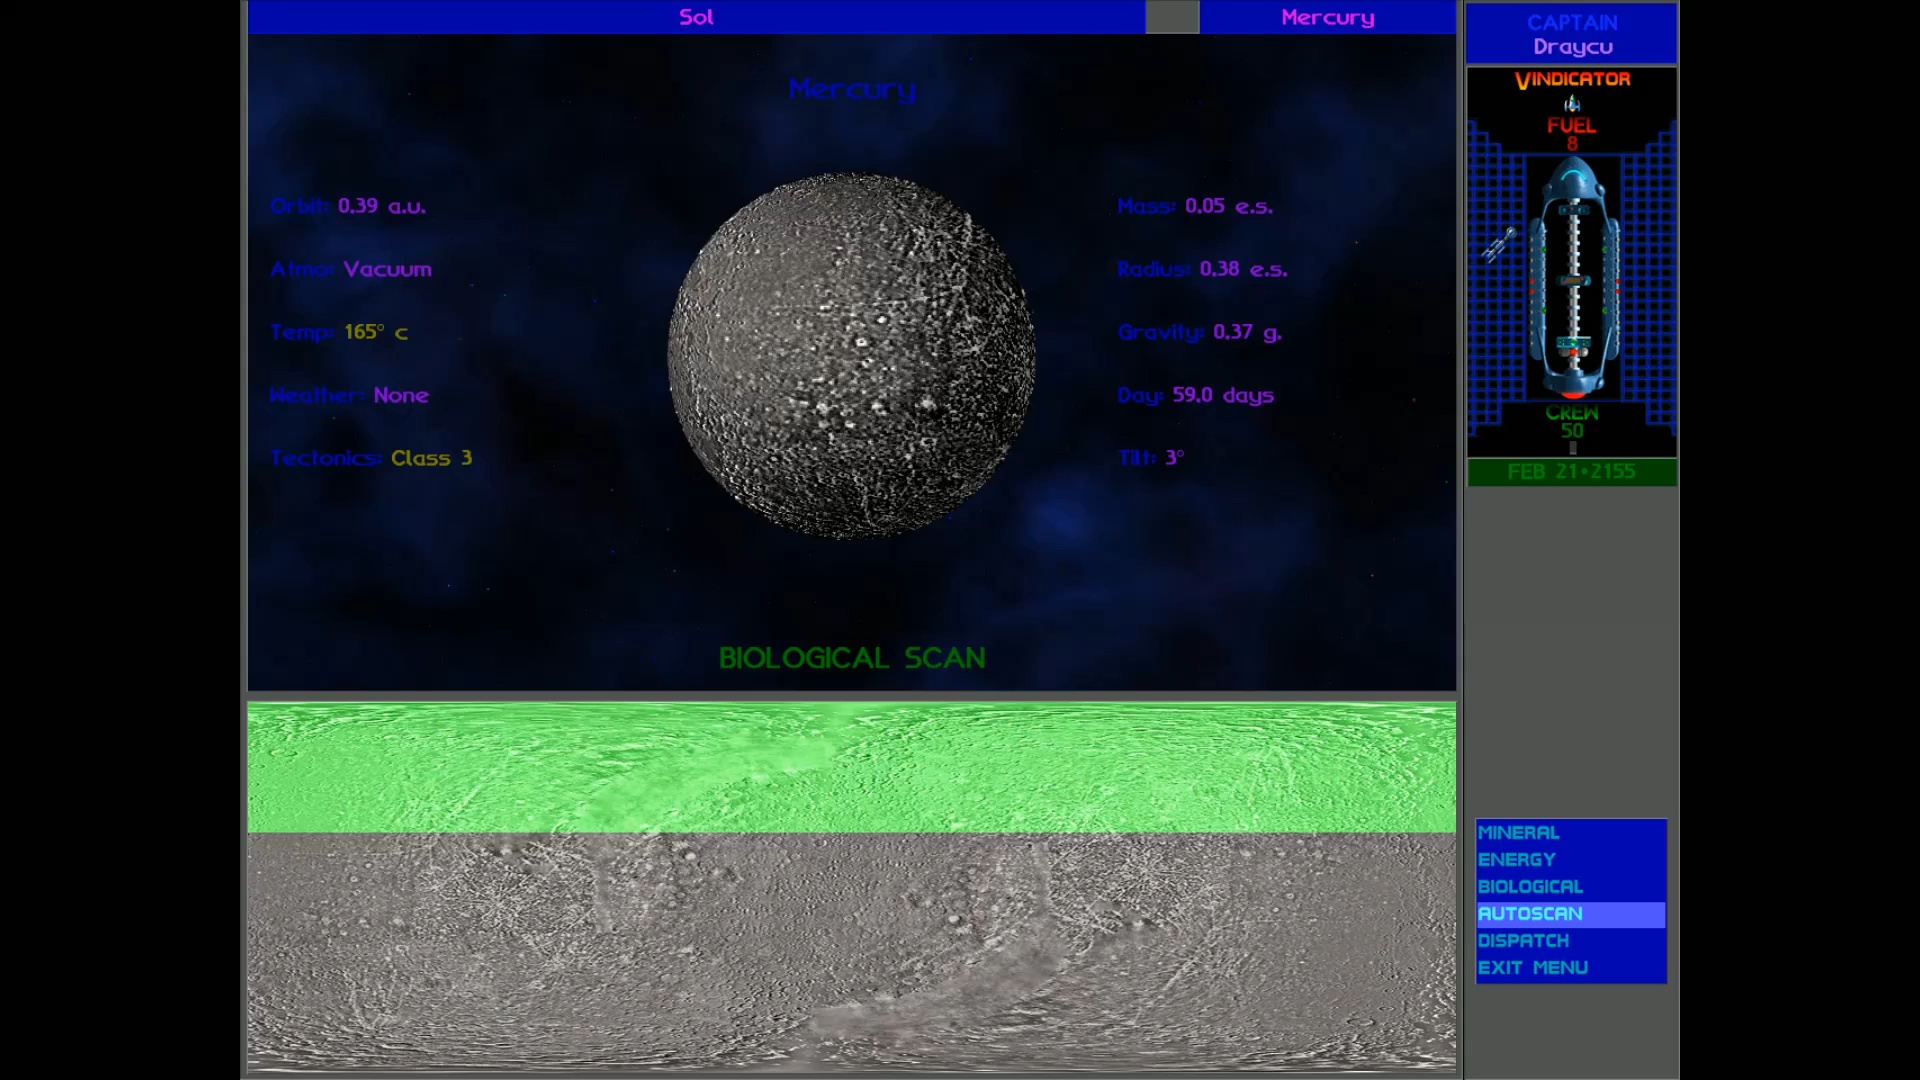 Sol
Mercury
Mercury
Orbit: 0.39 a.u.
Atmo: Vacuum
Temp: 165° c
Weather: None
Tectonics: Class 3
Mass: 0.05 e.s.
Radius: 0.38 e.s.
Gravity: 0.37 g.
Day: 59.0 days
Tilt: 3°
BIOLOGICAL SCAN
CAPTAIN
Draycu
VINDICATOR
FUEL
8
CREW
50
FEB 21•2155
MINERAL
ENERGY
BIOLOGICAL
AUTOSCAN
DISPATCH
EXIT MENU